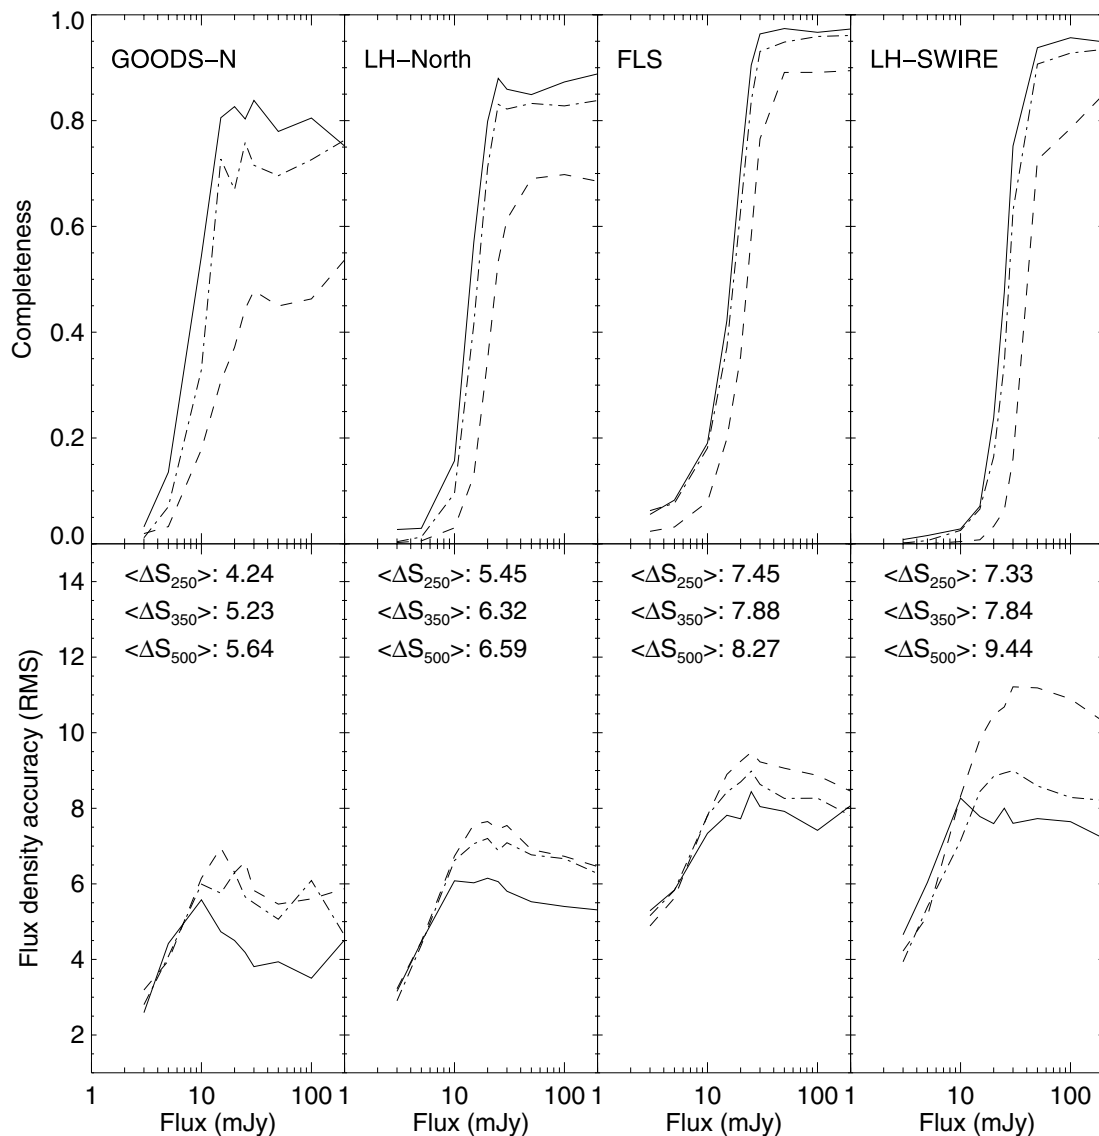 GOODS−N
LH−North
FLS
LH−SWIRE
Completeness
1.0
0.8
0.6
0.4
0.2
0.0
<ΔS250>: 4.24
<ΔS350>: 5.23
<ΔS500>: 5.64
<ΔS250>: 5.45
<ΔS350>: 6.32
<ΔS500>: 6.59
<ΔS250>: 7.45
<ΔS350>: 7.88
<ΔS500>: 8.27
<ΔS250>: 7.33
<ΔS350>: 7.84
<ΔS500>: 9.44
Flux density accuracy (RMS)
14
12
10
8
6
4
2
1 10 100 1 10 100 1 10 100 1 10 100
Flux (mJy) Flux (mJy) Flux (mJy) Flux (mJy)